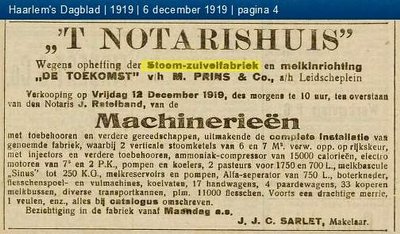 Haarlem's Dagblad | 1919 | 6 december 1919 | pagina 4
„'T NOTARISHUIS"
Wegens opheffing der Stoom-zuivelfabriek en melkinrichting
„DE TOEKOMST" v/h M. PRINS & Co., a/h Leidscheplein
Verkooping op Vrijdag 12 December 1919, des morgens te 10 uur, ten overstaan
van den Notaris J. Retelband, van de
Machinerieën
met toebehooren en verdere gereedschappen, uitmakende de complete installatie van
genoemde fabriek, waarbij 2 verticale stoomketels van 6 en 7 M². verw. opp. op rijkskeur,
met injectors en verdere toebehooren, ammoniak-compressor van 15000 calorieën, electro
motoren van 7⁵ en 2 P.K., pompen en koelers, 2 pasteurs voor 1750 en 700 L., melkbascule
„Sinus" tot 250 K.G., melkreservoirs en pompen, Alfa-seperator van 750 L., boterkneder,
flesschenspoel- en vulmachines, koelvaten, 17 handwagens, 4 paardewagens, 33 koperen
melkbussen, diverse transportkannen, plm. 11000 flesschen. Voorts een drachtige merrie,
1 veulen, enz., alles bij catalogus omschreven.
Bezichtiging in de fabriek vanaf Maandag a.s.
J. J. C. SARLET, Makelaar.